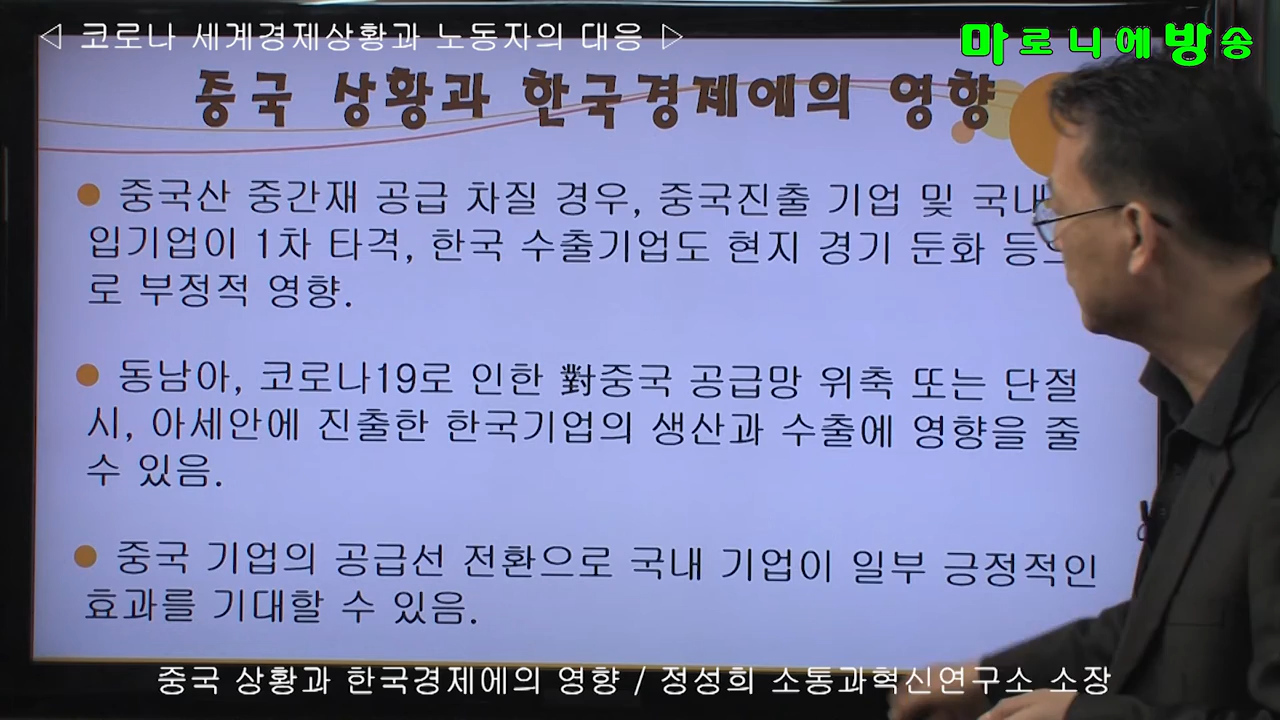 ◁ 코로나 세계경제상황과 노동자의 대응 ▷
마로니에방송
중국 상황과 한국경제에의 영향
● 중국산 중간재 공급 차질 경우, 중국진출 기업 및 국내
입기업이 1차 타격, 한국 수출기업도 현지 경기 둔화
로 부정적 영향.
● 동남아, 코로나19로 인한 對중국 공급망 위축 또는 단절
시, 아세안에 진출한 한국기업의 생산과 수출에 영향을 줄
수 있음.
● 중국 기업의 공급선 전환으로 국내 기업이 일부 긍정적인
효과를 기대할 수 있음.
중국 상황과 한국경제에의 영향 / 정성희 소통과혁신연구소 소장